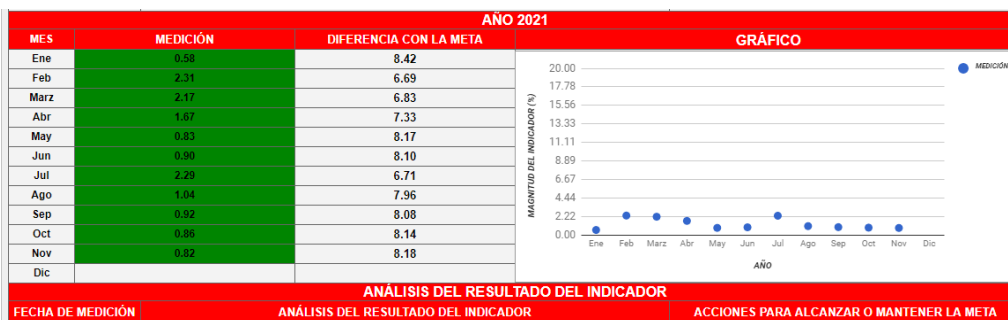 AÑO 2021
MES MEDICIÓN DIFERENCIA CON LA META GRÁFICO
Ene 0.58 8.42
Feb 2.31 6.69
Marz 2.17 6.83
Abr 1.67 7.33
May 0.83 8.17
Jun 0.90 8.10
Jul 2.29 6.71
Ago 1.04 7.96
Sep 0.92 8.08
Oct 0.86 8.14
Nov 0.82 8.18
Dic
MAGNITUD DEL INDICADOR (%)
20.00
17.78
15.56
13.33
11.11
8.89
6.67
4.44
2.22
0.00
Ene Feb Marz Abr May Jun Jul Ago Sep Oct Nov Dic
AÑO
MEDICIÓN
ANÁLISIS DEL RESULTADO DEL INDICADOR
FECHA DE MEDICIÓN ANÁLISIS DEL RESULTADO DEL INDICADOR ACCIONES PARA ALCANZAR O MANTENER LA META